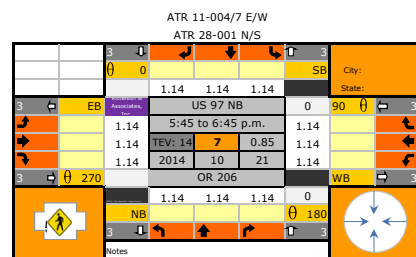 ATR 11-004/7 E/W
ATR 28-001 N/S
3 3
θ 0 SB City:
1.14 1.14 1.14 State:
3 EB Associates, US 97 NB 0 90 θ 3
1.14 5:45 to 6:45 p.m. 1.14
1.14 TEV: 14 7 0.85 1.14
1.14 2014 10 21 1.14
3 θ 270 OR 206 WB 3
1.14 1.14 1.14 0
NB θ 180
3 3
Notes